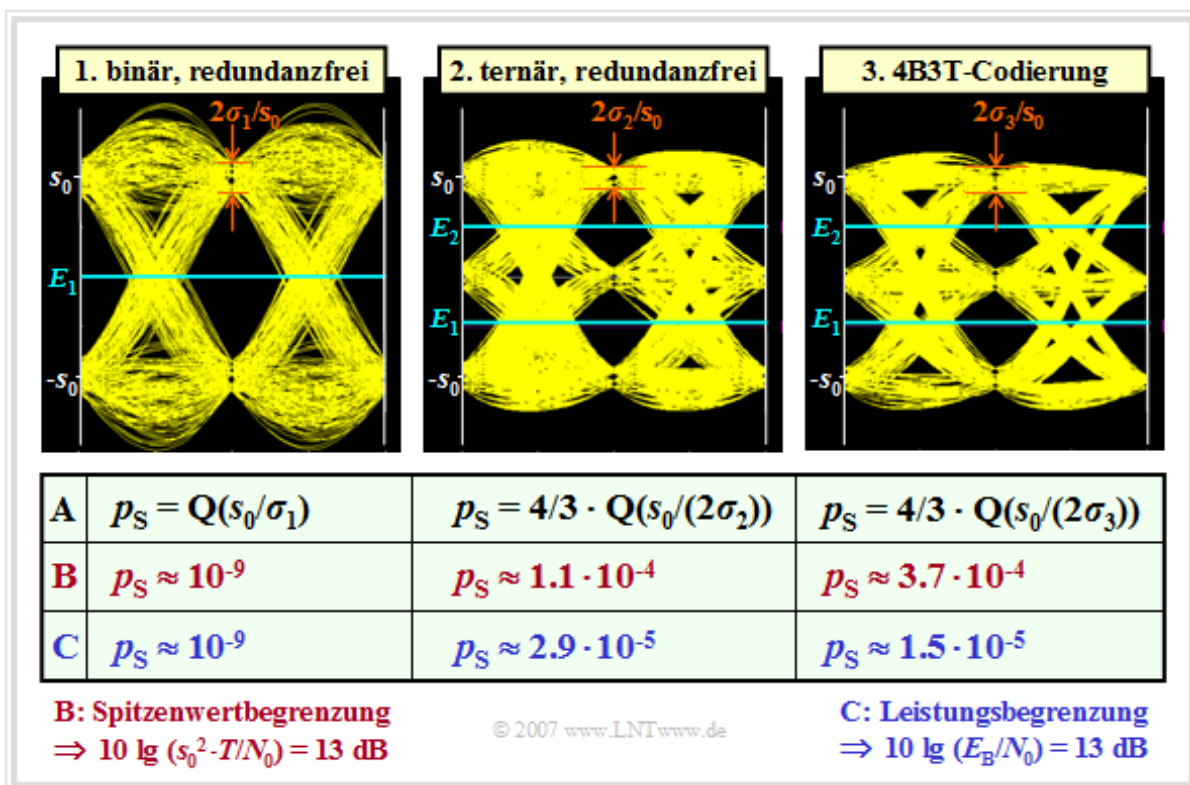 1. binär, redundanzfrei
2. ternär, redundanzfrei
3. 4B3T-Codierung
2σ₁/s₀
2σ₂/s₀
2σ₃/s₀
s₀
E₁
-s₀
s₀
E₂
E₁
-s₀
s₀
E₂
E₁
-s₀
A pS = Q(s₀/σ₁) pS = 4/3 · Q(s₀/(2σ₂)) pS = 4/3 · Q(s₀/(2σ₃))
B pS ≈ 10⁻⁹ pS ≈ 1.1 · 10⁻⁴ pS ≈ 3.7 · 10⁻⁴
C pS ≈ 10⁻⁹ pS ≈ 2.9 · 10⁻⁵ pS ≈ 1.5 · 10⁻⁵
B: Spitzenwertbegrenzung
⇒ 10 lg (s₀²·T/N₀) = 13 dB
© 2007 www.LNTwww.de
C: Leistungsbegrenzung
⇒ 10 lg (EB/N₀) = 13 dB